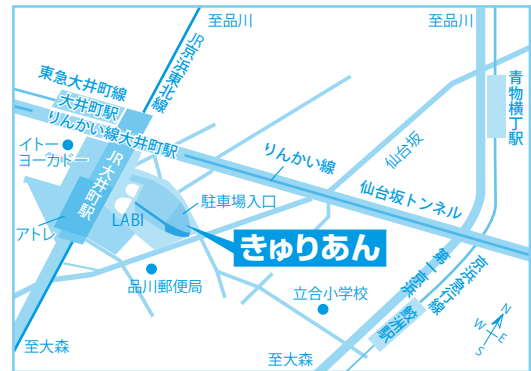 至品川
至品川
JR京浜東北線
東急大井町線
大井町駅
りんかい線大井町駅
青物横丁駅
イトー
ヨーカドー
JR大井町駅
りんかい線
仙台坂
仙台坂トンネル
駐車場入口
LABI
アトレ
きゅりあん
品川郵便局
立合小学校
第一京浜
京浜急行線
鮫洲駅
至大森
至大森
N
W
E
S